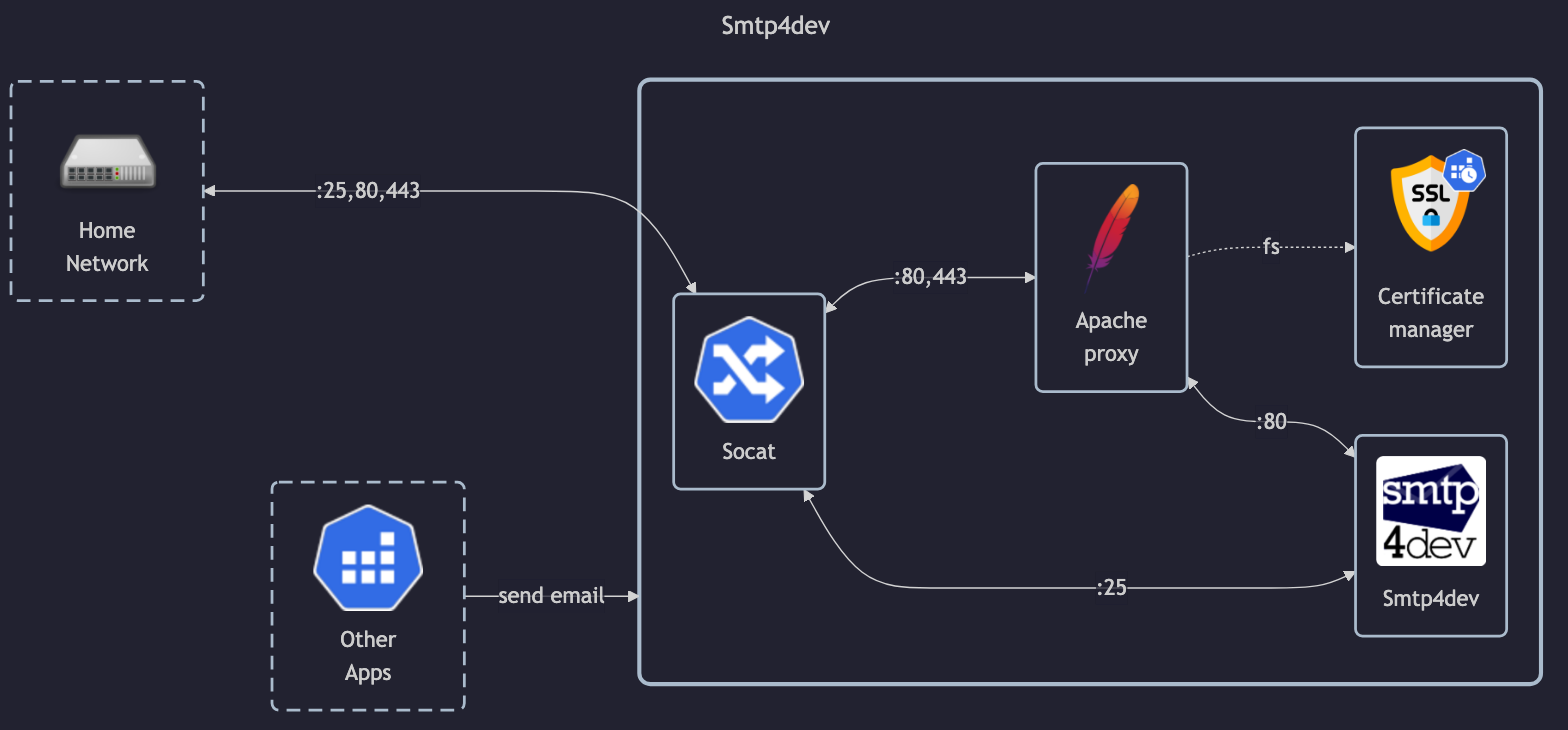 Smtp4dev
Home
Network
:25,80,443
Socat
:80,443
Apache
proxy
fs
SSL
Certificate
manager
:80
smtp
4dev
Smtp4dev
:25
Other
Apps
send email